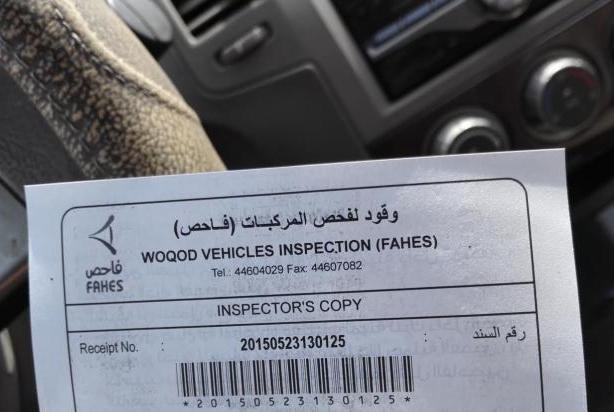 وقود لفحص المركبات (فاحص)
WOQOD VEHICLES INSPECTION (FAHES)
Tel.: 44604029 Fax: 44607082
فاحص
FAHES
INSPECTOR'S COPY
Receipt No. : 20150523130125 : رقم السند
*20150523130125*